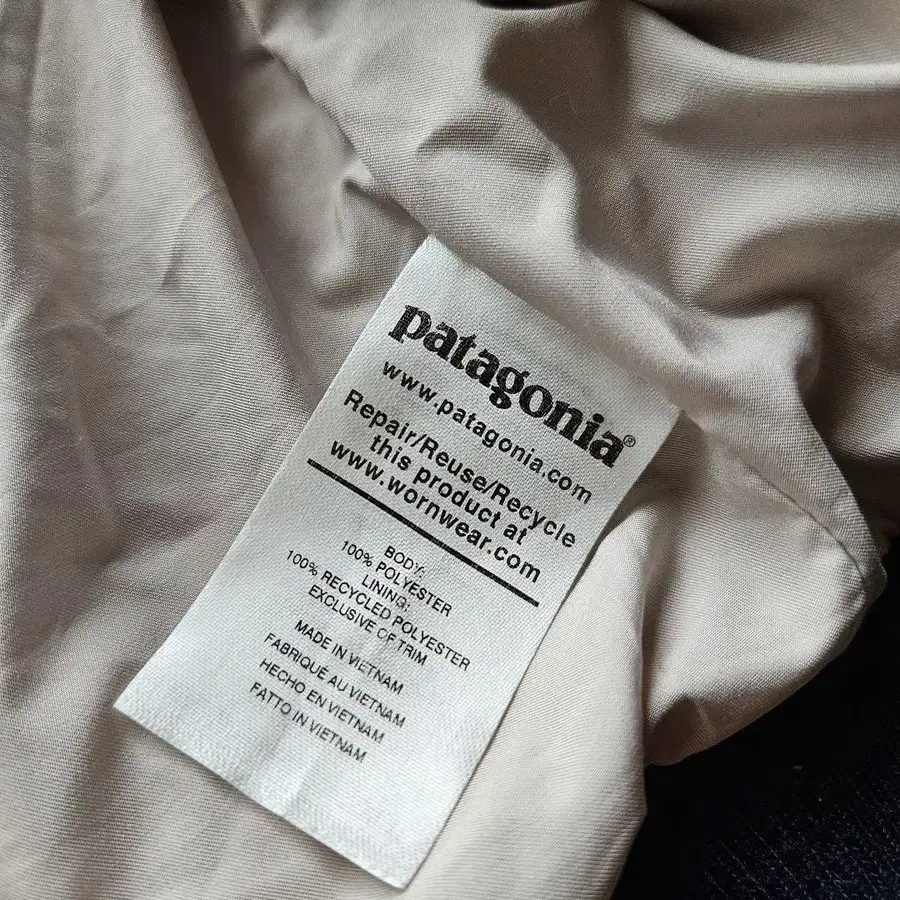 patagonia®
www.patagonia.com
Repair/Reuse/Recycle
this product at
www.wornwear.com
BODY:
100% POLYESTER
LINING:
100% RECYCLED POLYESTER
EXCLUSIVE OF TRIM
MADE IN VIETNAM
FABRIQUÉ AU VIETNAM
HECHO EN VIETNAM
FATTO IN VIETNAM